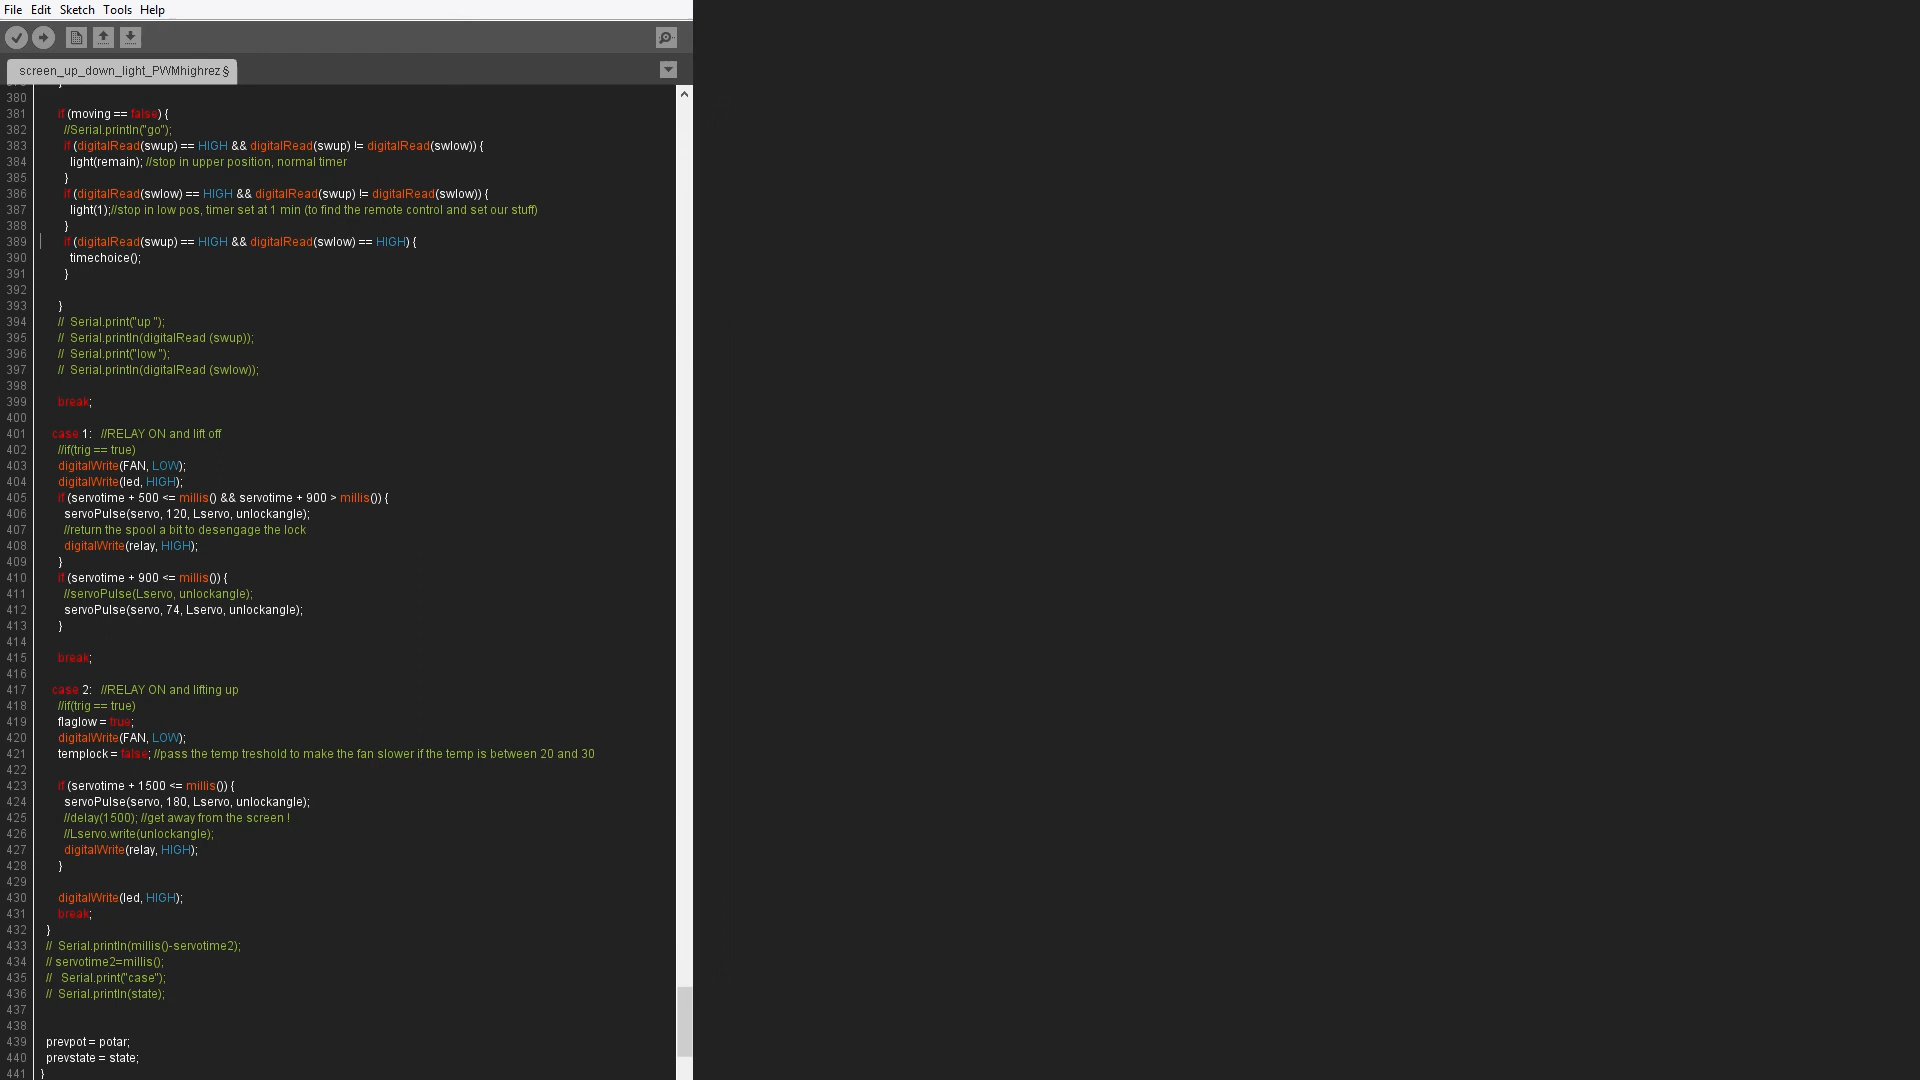 File Edit Sketch Tools Help
screen_up_down_light_PWMhighrez §
380
381 if (moving == false) {
382 //Serial.println("go");
383 if (digitalRead(swup) == HIGH && digitalRead(swup) != digitalRead(swlow)) {
384 light(remain); //stop in upper position, normal timer
385 }
386 if (digitalRead(swlow) == HIGH && digitalRead(swup) != digitalRead(swlow)) {
387 light(1);//stop in low pos, timer set at 1 min (to find the remote control and set our stuff)
388 }
389 if (digitalRead(swup) == HIGH && digitalRead(swlow) == HIGH) {
390 timechoice();
391 }
392
393 }
394 // Serial.print("up ");
395 // Serial.println(digitalRead (swup));
396 // Serial.print("low ");
397 // Serial.println(digitalRead (swlow));
398
399 break;
400
401 case 1: //RELAY ON and lift off
402 //if(trig == true)
403 digitalWrite(FAN, LOW);
404 digitalWrite(led, HIGH);
405 if (servotime + 500 <= millis() && servotime + 900 > millis()) {
406 servoPulse(servo, 120, Lservo, unlockangle);
407 //return the spool a bit to desengage the lock
408 digitalWrite(relay, HIGH);
409 }
410 if (servotime + 900 <= millis()) {
411 //servoPulse(Lservo, unlockangle);
412 servoPulse(servo, 74, Lservo, unlockangle);
413 }
414
415 break;
416
417 case 2: //RELAY ON and lifting up
418 //if(trig == true)
419 flaglow = true;
420 digitalWrite(FAN, LOW);
421 templock = false; //pass the temp treshold to make the fan slower if the temp is between 20 and 30
422
423 if (servotime + 1500 <= millis()) {
424 servoPulse(servo, 180, Lservo, unlockangle);
425 //delay(1500); //get away from the screen !
426 //Lservo.write(unlockangle);
427 digitalWrite(relay, HIGH);
428 }
429
430 digitalWrite(led, HIGH);
431 break;
432 }
433 // Serial.println(millis()-servotime2);
434 // servotime2=millis();
435 // Serial.print("case");
436 // Serial.println(state);
437
438
439 prevpot = potar;
440 prevstate = state;
441 }